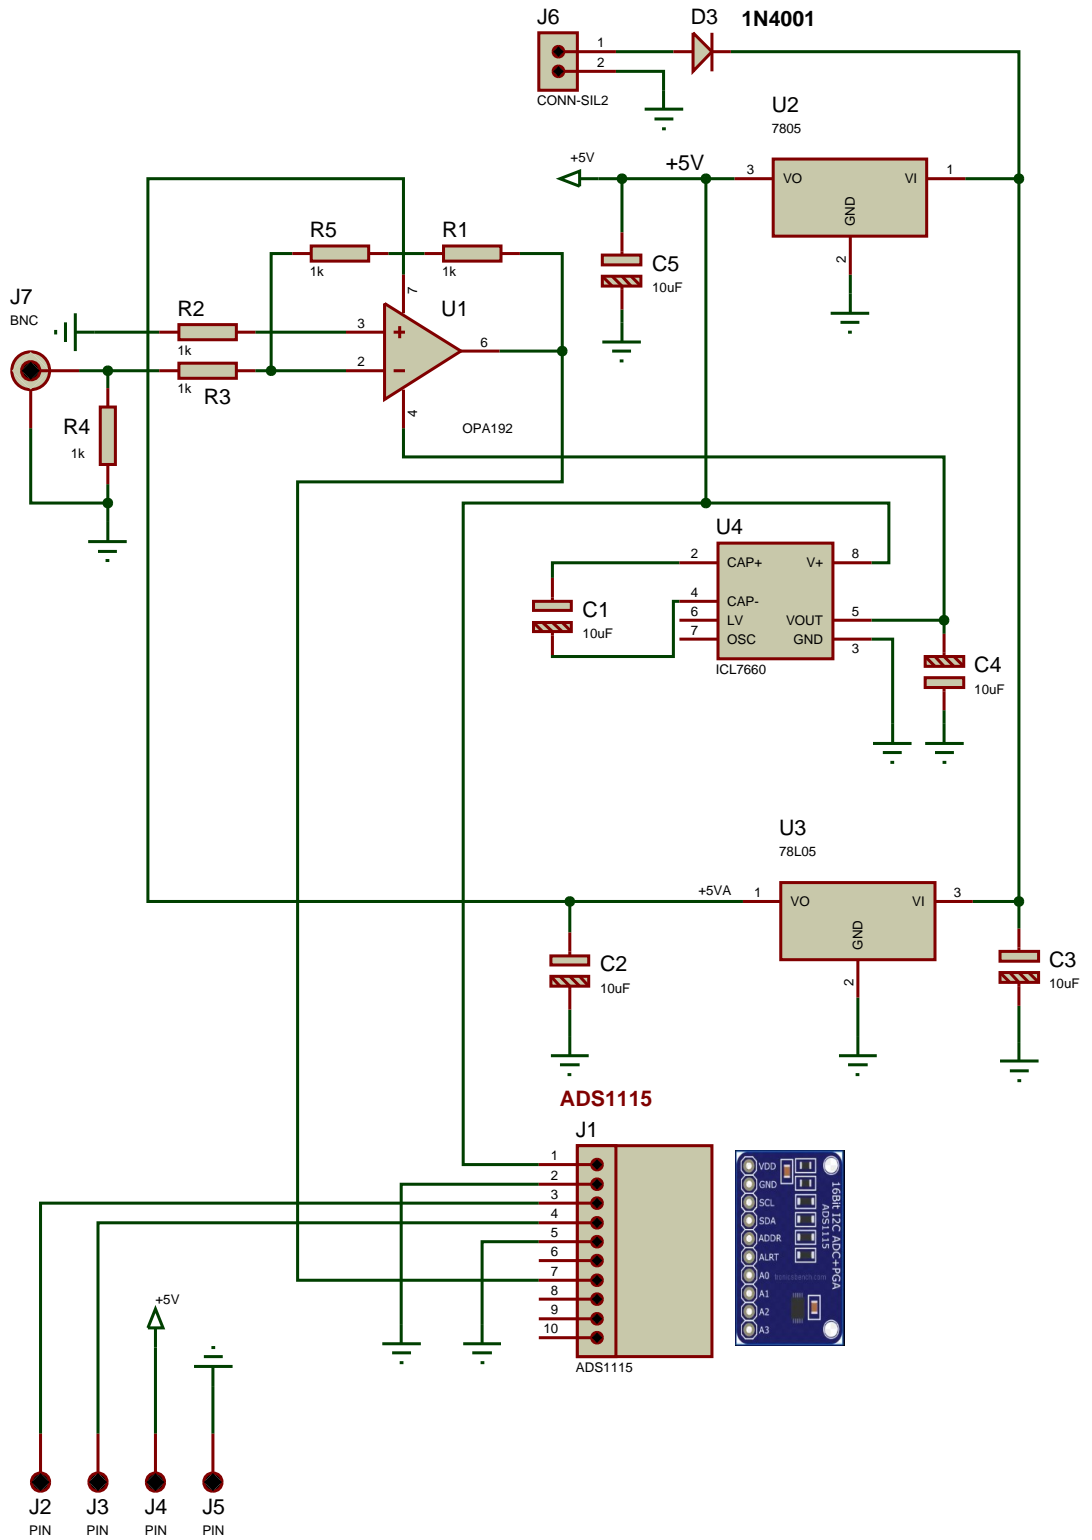 J6
D3
1N4001
1
2
CONN-SIL2
U2
7805
+5V
+5V
3
VO
VI
1
GND
2
C5
10uF
R5
1k
R1
1k
J7
BNC
R2
1k
3
7
U1
+
6
2
−
4
OPA192
1k
R3
R4
1k
U4
2
CAP+
V+
8
4
CAP-
6
LV
VOUT
5
7
OSC
GND
3
ICL7660
C1
10uF
C4
10uF
U3
78L05
+5VA
1
VO
VI
3
GND
2
C2
10uF
C3
10uF
ADS1115
J1
1
2
3
4
5
6
7
8
9
10
ADS1115
VDD
GND
SCL
SDA
ADDR
ALRT
A0
A1
A2
A3
16Bit I2C ADC+PGA
ADS1115
+5V
J2
PIN
J3
PIN
J4
PIN
J5
PIN